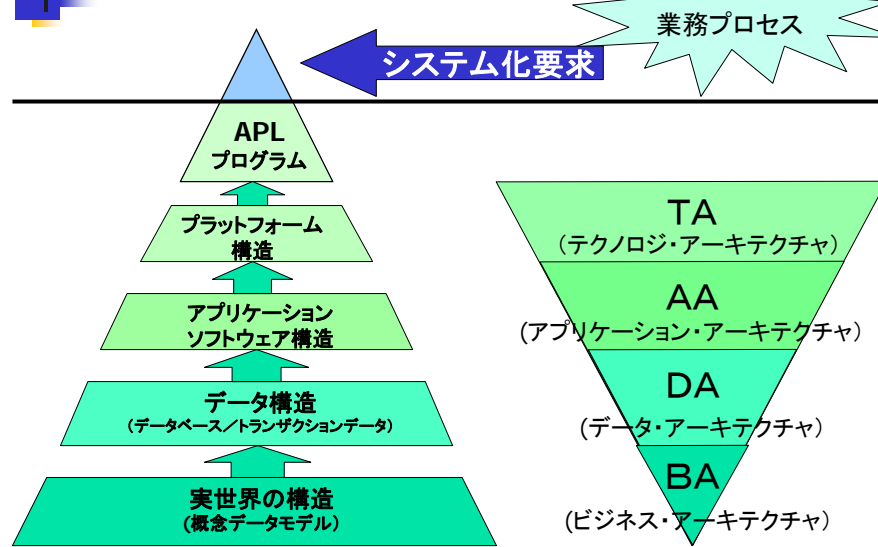 業務プロセス
システム化要求
APL
プログラム
プラットフォーム
構造
アプリケーション
ソフトウェア構造
データ構造
(データベース／トランザクションデータ)
実世界の構造
(概念データモデル)
TA
(テクノロジ・アーキテクチャ)
AA
(アプリケーション・アーキテクチャ)
DA
(データ・アーキテクチャ)
BA
(ビジネス・アーキテクチャ)